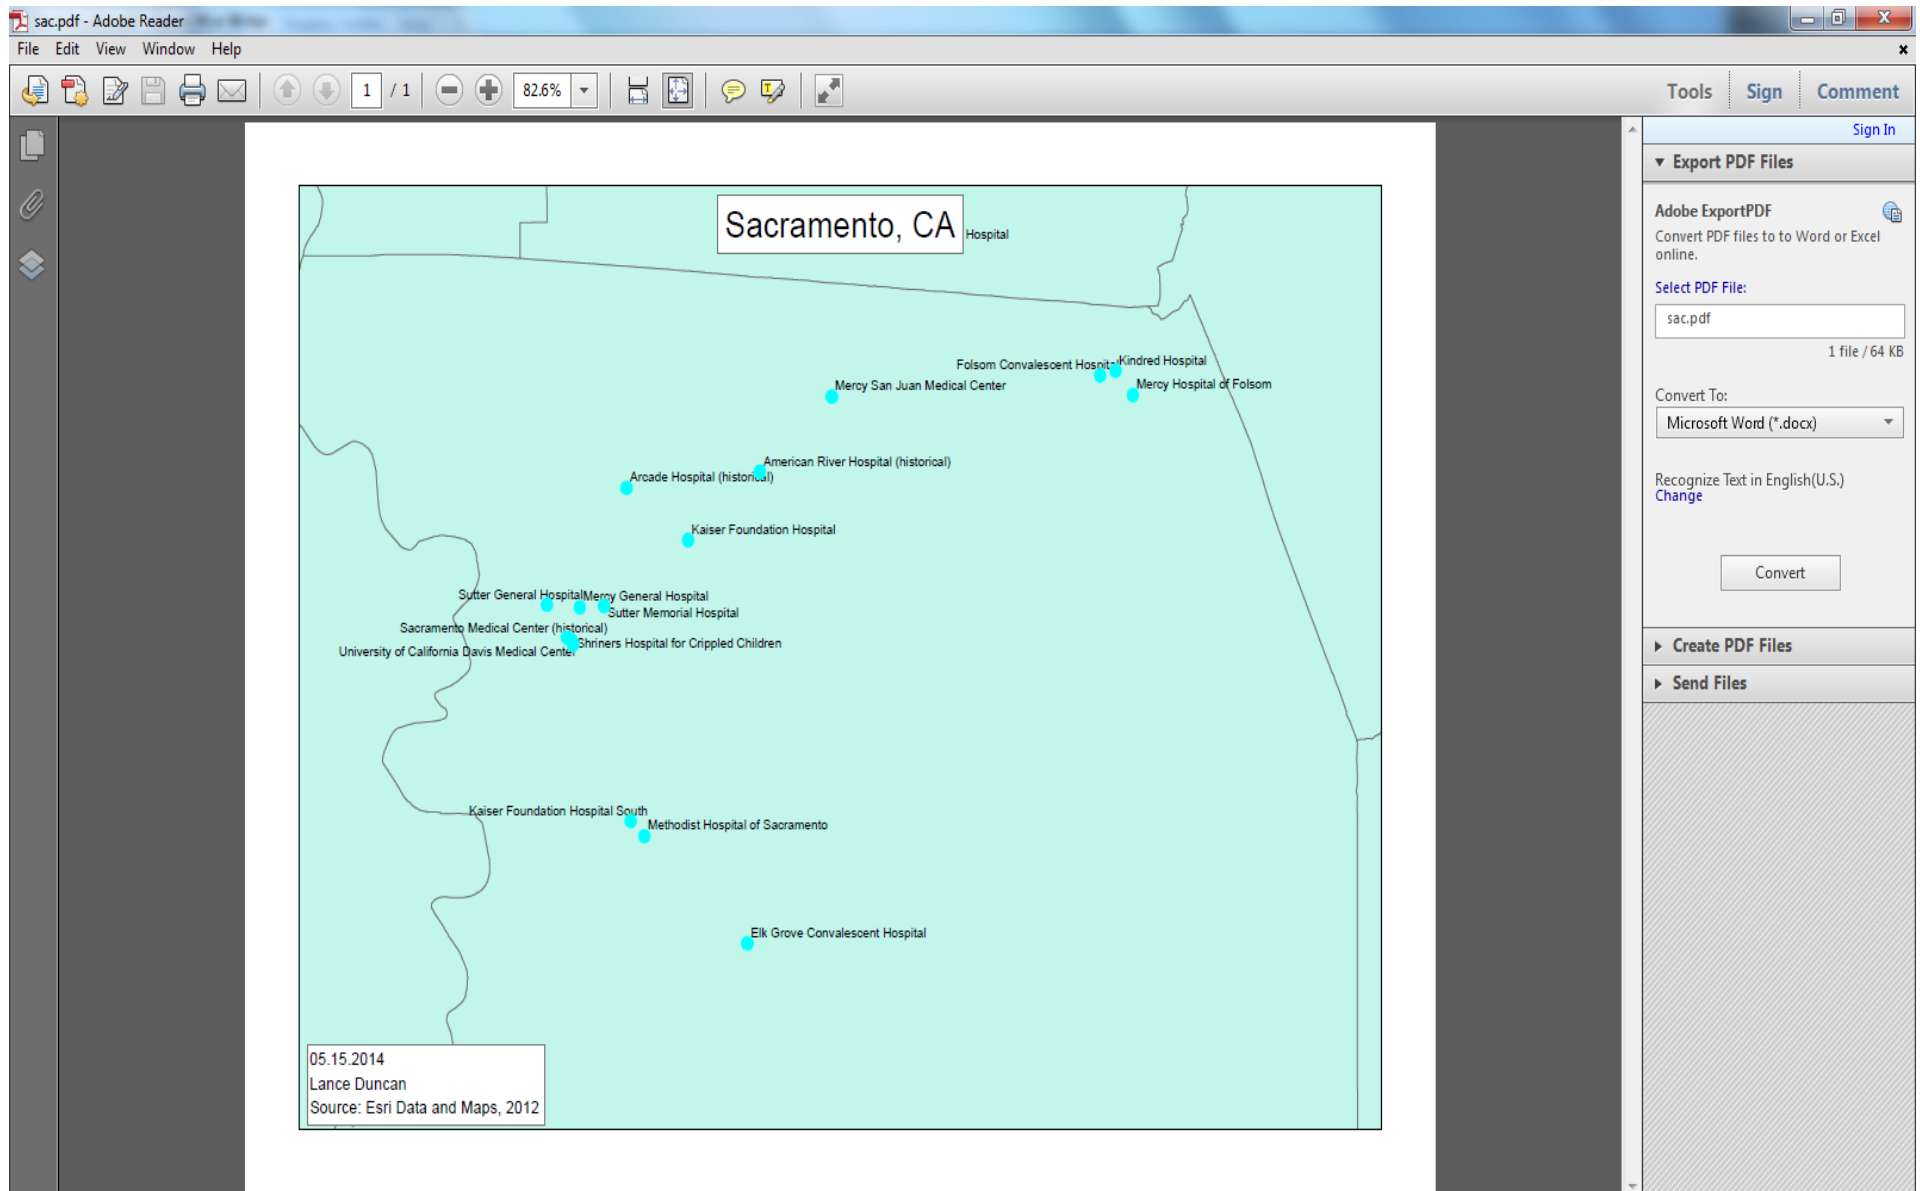 sac.pdf - Adobe Reader
File Edit View Window Help
1 / 1 82.6% Tools Sign Comment
Sign In
Export PDF Files
Adobe ExportPDF
Convert PDF files to to Word or Excel
online.
Select PDF File:
sac.pdf
1 file / 64 KB
Convert To:
Microsoft Word (*.docx)
Recognize Text in English(U.S.)
Change
Convert
Create PDF Files
Send Files
Sacramento, CA
Hospital
Folsom Convalescent Hospital
Kindred Hospital
Mercy San Juan Medical Center
Mercy Hospital of Folsom
American River Hospital (historical)
Arcade Hospital (historical)
Kaiser Foundation Hospital
Sutter General Hospital
Mercy General Hospital
Sutter Memorial Hospital
Sacramento Medical Center (historical)
Shriners Hospital for Crippled Children
University of California Davis Medical Center
Kaiser Foundation Hospital South
Methodist Hospital of Sacramento
Elk Grove Convalescent Hospital
05.15.2014
Lance Duncan
Source: Esri Data and Maps, 2012